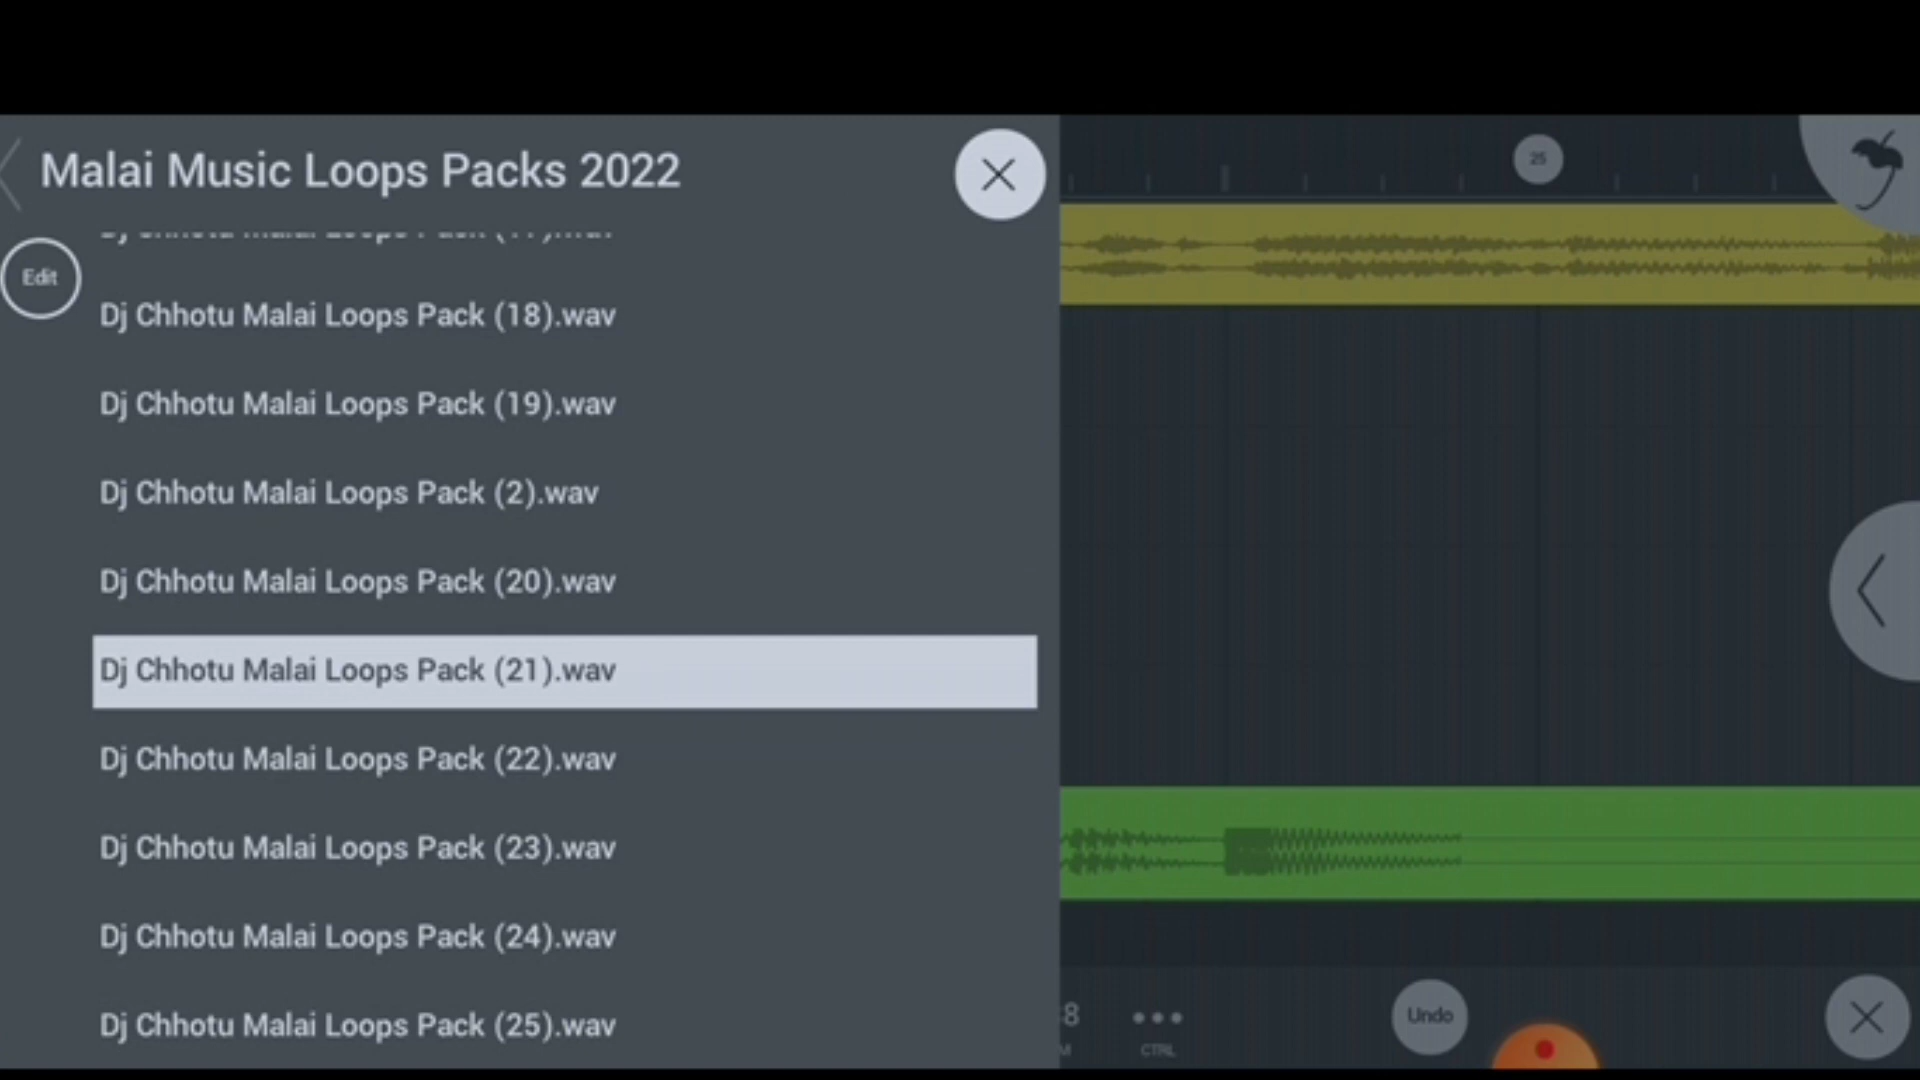 Malai Music Loops Packs 2022
Edit
Dj Chhotu Malai Loops Pack (18).wav
Dj Chhotu Malai Loops Pack (19).wav
Dj Chhotu Malai Loops Pack (2).wav
Dj Chhotu Malai Loops Pack (20).wav
Dj Chhotu Malai Loops Pack (21).wav
Dj Chhotu Malai Loops Pack (22).wav
Dj Chhotu Malai Loops Pack (23).wav
Dj Chhotu Malai Loops Pack (24).wav
Dj Chhotu Malai Loops Pack (25).wav
25
8
CTRL
Undo